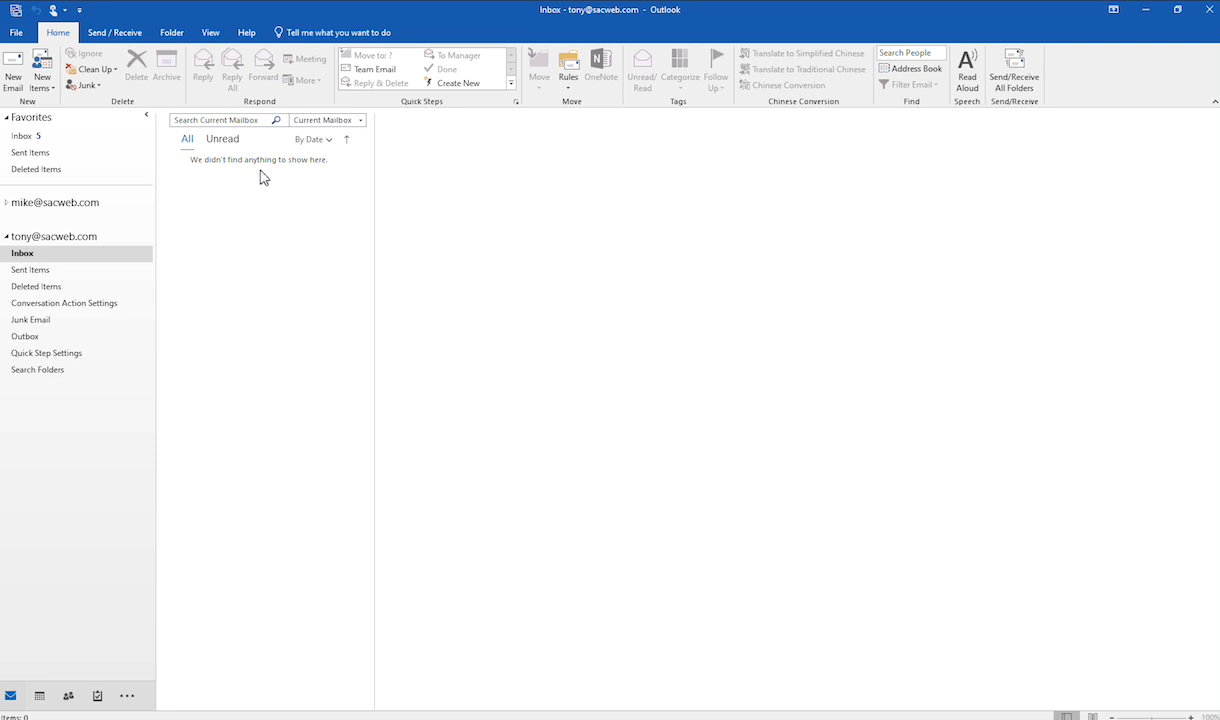 Inbox - tony@sacweb.com - Outlook
File Home Send / Receive Folder View Help Tell me what you want to do
New Email
New Items
New
Ignore
Clean Up
Junk
Delete
Archive
Delete
Reply
Reply All
Forward
Meeting
More
Respond
Move to: ?
Team Email
Reply & Delete
To Manager
Done
Create New
Quick Steps
Move
Rules
OneNote
Move
Unread/ Read
Categorize
Follow Up
Tags
Translate to Simplified Chinese
Translate to Traditional Chinese
Chinese Conversion
Chinese Conversion
Search People
Address Book
Filter Email
Find
Read Aloud
Speech
Send/Receive All Folders
Send/Receive
Favorites
Inbox 5
Sent Items
Deleted Items
mike@sacweb.com
tony@sacweb.com
Inbox
Sent Items
Deleted Items
Conversation Action Settings
Junk Email
Outbox
Quick Step Settings
Search Folders
Search Current Mailbox Current Mailbox
All Unread By Date
We didn't find anything to show here.
Items: 0
100%